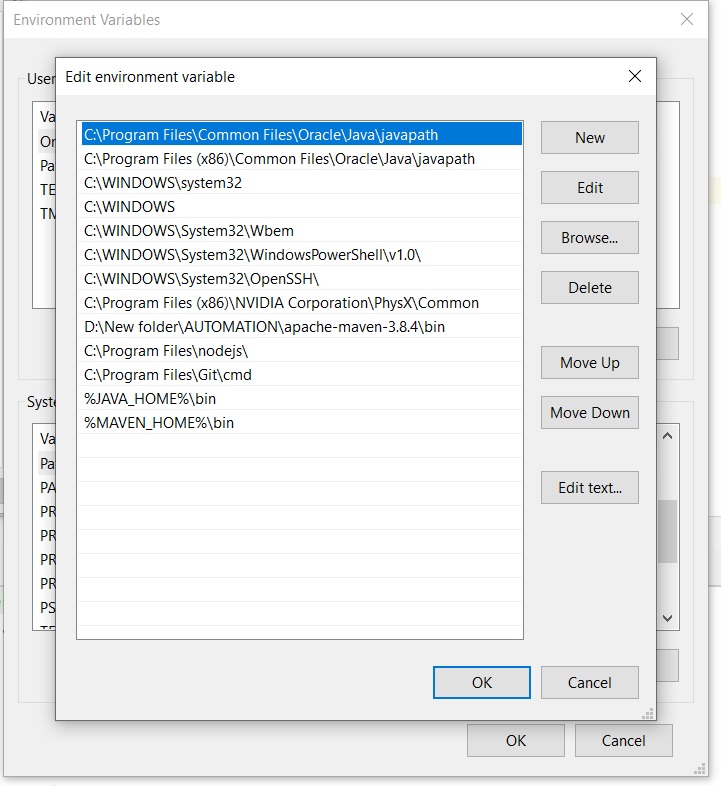 Environment Variables
Edit environment variable
User
Va
Or
Pa
TE
TM
C:\Program Files\Common Files\Oracle\Java\javapath
C:\Program Files (x86)\Common Files\Oracle\Java\javapath
C:\WINDOWS\system32
C:\WINDOWS
C:\WINDOWS\System32\Wbem
C:\WINDOWS\System32\WindowsPowerShell\v1.0\
C:\WINDOWS\System32\OpenSSH\
C:\Program Files (x86)\NVIDIA Corporation\PhysX\Common
D:\New folder\AUTOMATION\apache-maven-3.8.4\bin
C:\Program Files\nodejs\
C:\Program Files\Git\cmd
%JAVA_HOME%\bin
%MAVEN_HOME%\bin
New
Edit
Browse...
Delete
Move Up
Move Down
Edit text...
Syste
Va
Pa
PA
PR
PR
PR
PR
PS
OK
Cancel
OK
Cancel